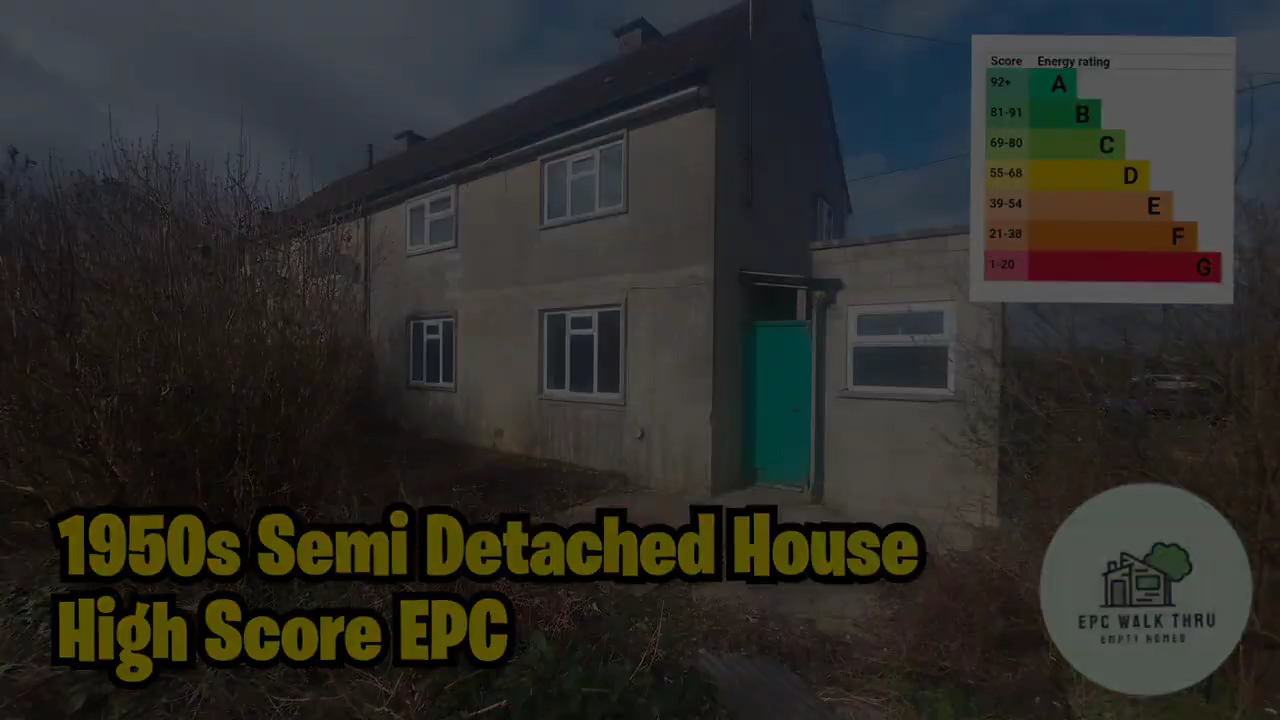 Score Energy rating
92+ A
81-91 B
69-80 C
55-68 D
39-54 E
21-38 F
1-20 G
1950s Semi Detached House
High Score EPC
EPC WALK THRU
EMPTY HOMES